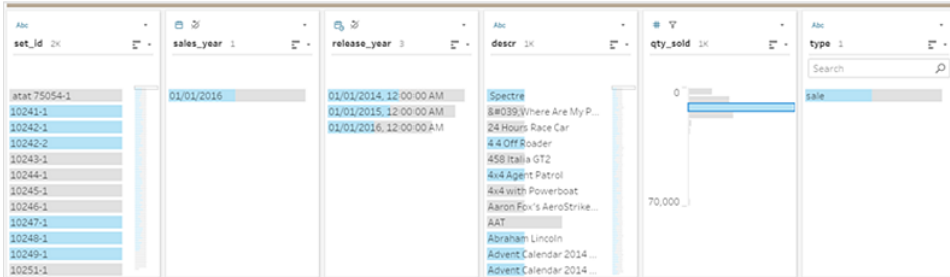 Abc
set_id 2K
atat 75054-1
10241-1
10242-1
10242-2
10243-1
10244-1
10245-1
10246-1
10247-1
10248-1
10249-1
10251-1
sales_year 1
01/01/2016
release_year 3
01/01/2014, 12:00:00 AM
01/01/2015, 12:00:00 AM
01/01/2016, 12:00:00 AM
Abc
descr 1K
Spectre
&#039;Where Are My P...
24 Hours Race Car
4 4 Off Roader
458 Italia GT2
4x4 Agent Patrol
4x4 with Powerboat
Aaron Fox's AeroStrike...
AAT
Abraham Lincoln
Advent Calendar 2014 ...
Advent Calendar 2014 ...
#
qty_sold 1K
0
70,000
Abc
type 1
Search
sale